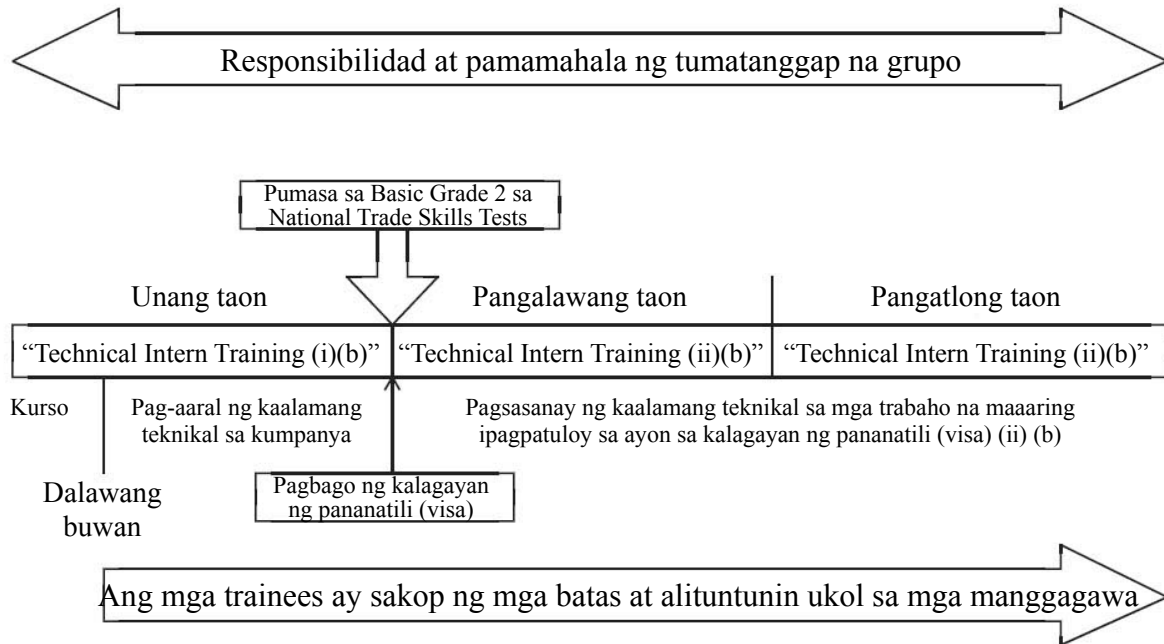 Responsibilidad at pamamahala ng tumatanggap na grupo
Pumasa sa Basic Grade 2 sa
National Trade Skills Tests
Unang taon
Pangalawang taon
Pangatlong taon
“Technical Intern Training (i)(b)”
“Technical Intern Training (ii)(b)”
“Technical Intern Training (ii)(b)”
Kurso
Pag-aaral ng kaalamang
teknikal sa kumpanya
Pagsasanay ng kaalamang teknikal sa mga trabaho na maaaring
ipagpatuloy sa ayon sa kalagayan ng pananatili (visa) (ii) (b)
Dalawang
buwan
Pagbago ng kalagayan
ng pananatili (visa)
Ang mga trainees ay sakop ng mga batas at alituntunin ukol sa mga manggagawa